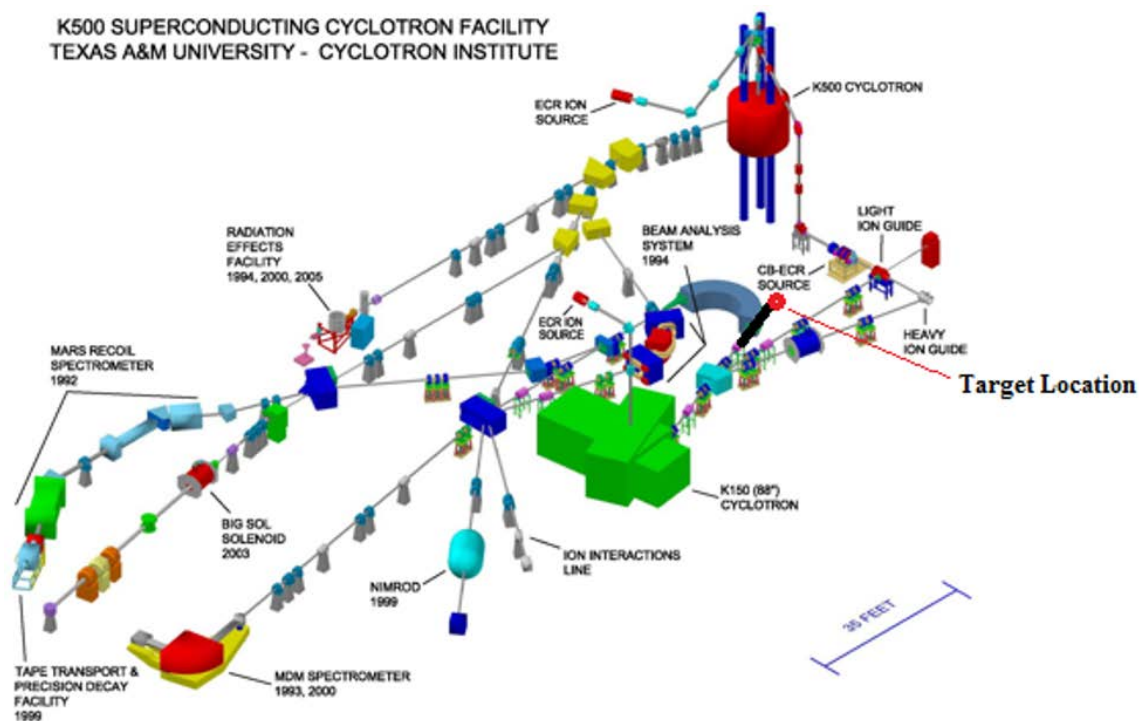 K500 SUPERCONDUCTING CYCLOTRON FACILITY
TEXAS A&M UNIVERSITY - CYCLOTRON INSTITUTE
K500 CYCLOTRON
ECR ION
SOURCE
LIGHT
ION GUIDE
RADIATION
EFFECTS
FACILITY
1994, 2000, 2005
BEAM ANALYSIS
SYSTEM
1994
CB-ECR
SOURCE
ECR ION
SOURCE
HEAVY
ION GUIDE
MARS RECOIL
SPECTROMETER
1992
Target Location
K150 (88")
CYCLOTRON
BIG SOL
SOLENOID
2003
ION INTERACTIONS
LINE
NIMROD
1999
35 FEET
TAPE TRANSPORT &
PRECISION DECAY
FACILITY
1999
MDM SPECTROMETER
1993, 2000